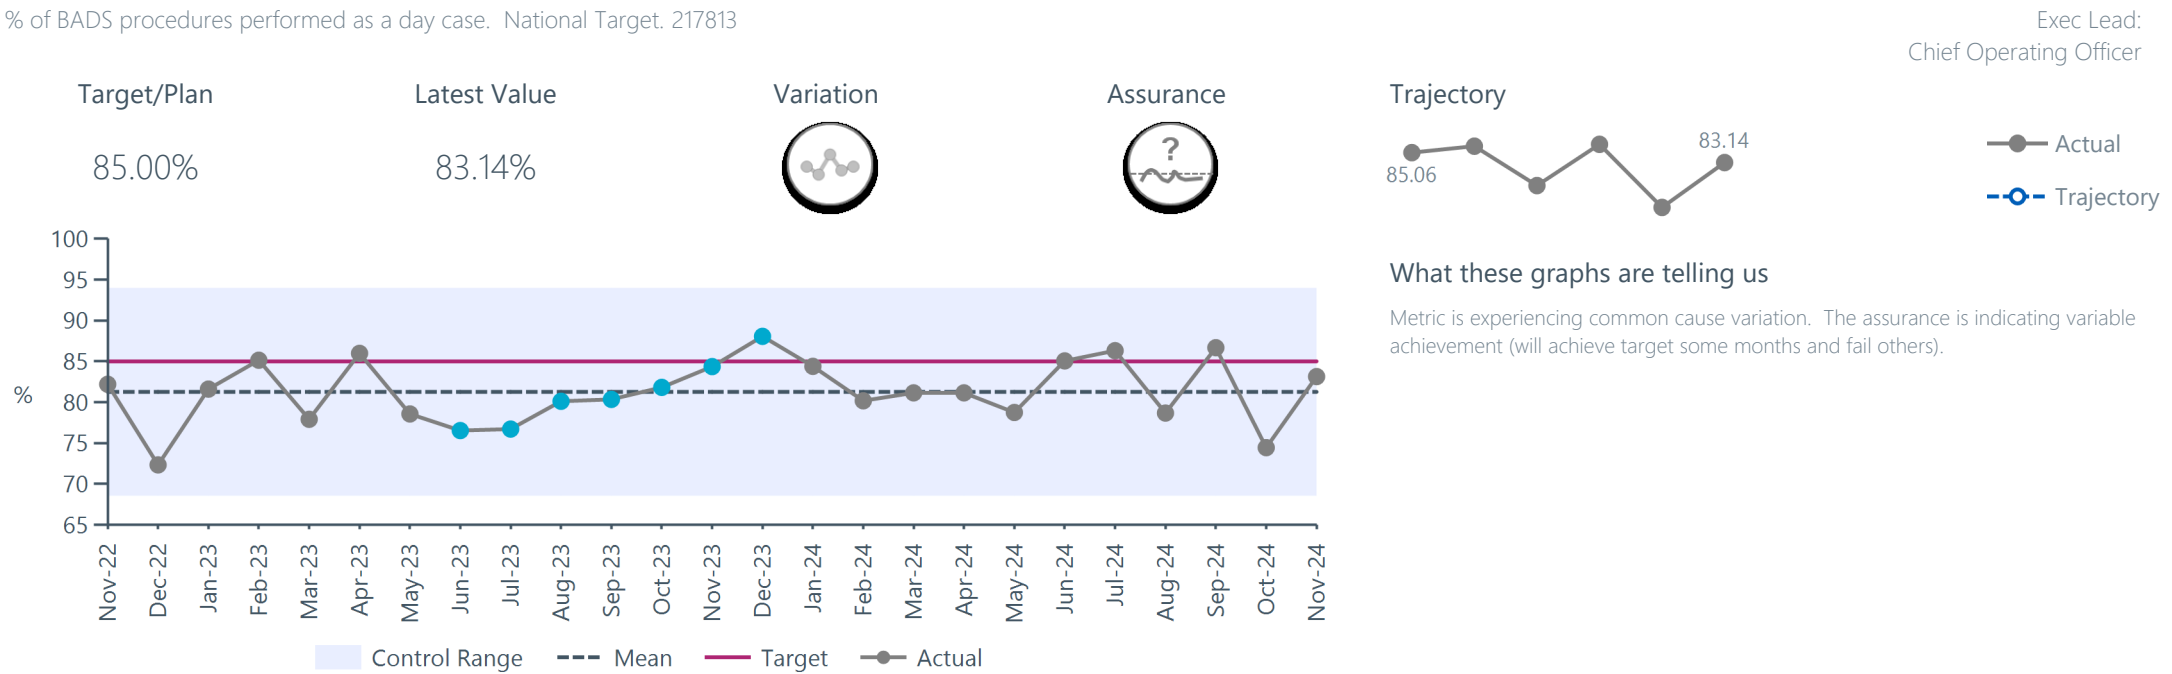 % of BADS procedures performed as a day case.  National Target. 217813
Exec Lead:
Chief Operating Officer
Target/Plan
Latest Value
Variation
Assurance
Trajectory
85.00%
83.14%
?
85.06
83.14
Actual
Trajectory
What these graphs are telling us
Metric is experiencing common cause variation.  The assurance is indicating variable
achievement (will achieve target some months and fail others).
100
95
90
85
80
75
70
65
%
Nov-22
Dec-22
Jan-23
Feb-23
Mar-23
Apr-23
May-23
Jun-23
Jul-23
Aug-23
Sep-23
Oct-23
Nov-23
Dec-23
Jan-24
Feb-24
Mar-24
Apr-24
May-24
Jun-24
Jul-24
Aug-24
Sep-24
Oct-24
Nov-24
Control Range
Mean
Target
Actual